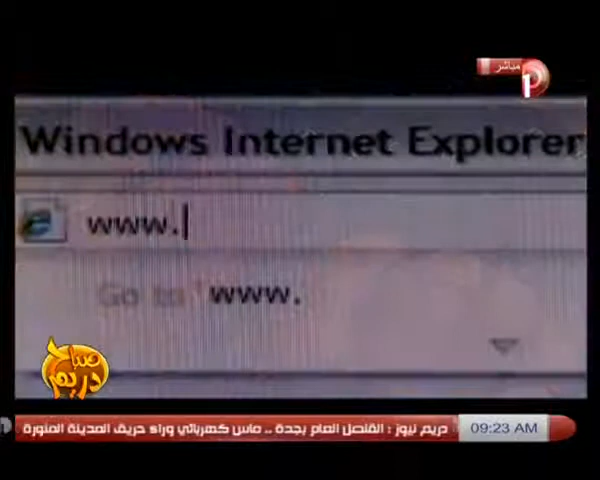 مباشر
Windows Internet Explorer
www.
Go to 'www.
صباح
دريم
دريم نيوز : القنصل العام بجدة .. ماس كهربائي وراء حريق المدينة المنورة
09:23 AM